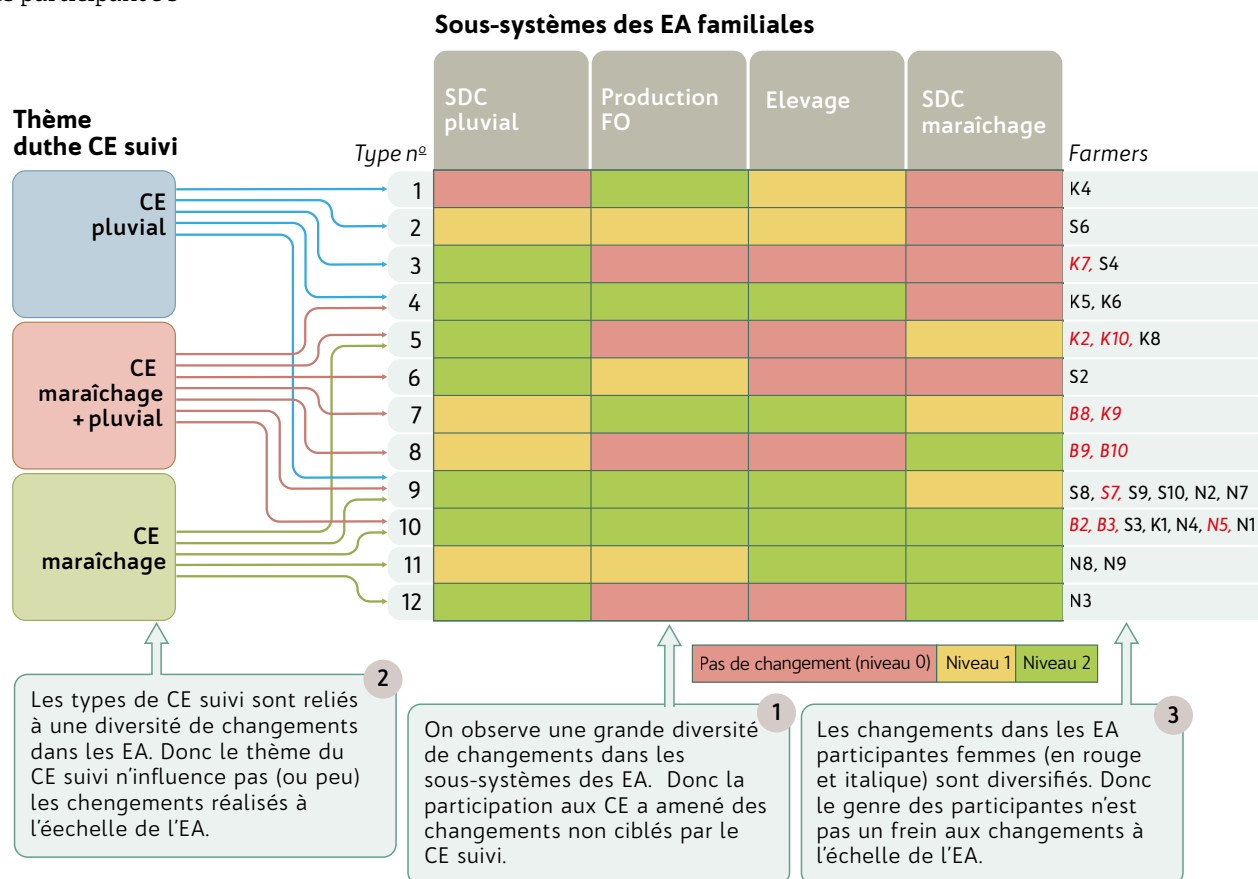 Sous-systèmes des EA familiales
SDC
pluvial
Production
FO
Elevage
SDC
maraîchage
Thème
duthe CE suivi
Type nº
Farmers
CE
pluvial
CE
maraîchage
+ pluvial
CE
maraîchage
1
K4
2
S6
3
K7, S4
4
K5, K6
5
K2, K10, K8
6
S2
7
B8, K9
8
B9, B10
9
S8, S7, S9, S10, N2, N7
10
B2, B3, S3, K1, N4, N5, N1
11
N8, N9
12
N3
Pas de changement (niveau 0)
Niveau 1
Niveau 2
2
Les types de CE suivi sont reliés
à une diversité de changements
dans les EA. Donc le thème du
CE suivi n'influence pas (ou peu)
les chengements réalisés à
l'éechelle de l'EA.
1
On observe une grande diversité
de changements dans les
sous-systèmes des EA. Donc la
participation aux CE a amené des
changements non ciblés par le
CE suivi.
3
Les changements dans les EA
participantes femmes (en rouge
et italique) sont diversifiés. Donc
le genre des participantes n'est
pas un frein aux changements à
l'échelle de l'EA.